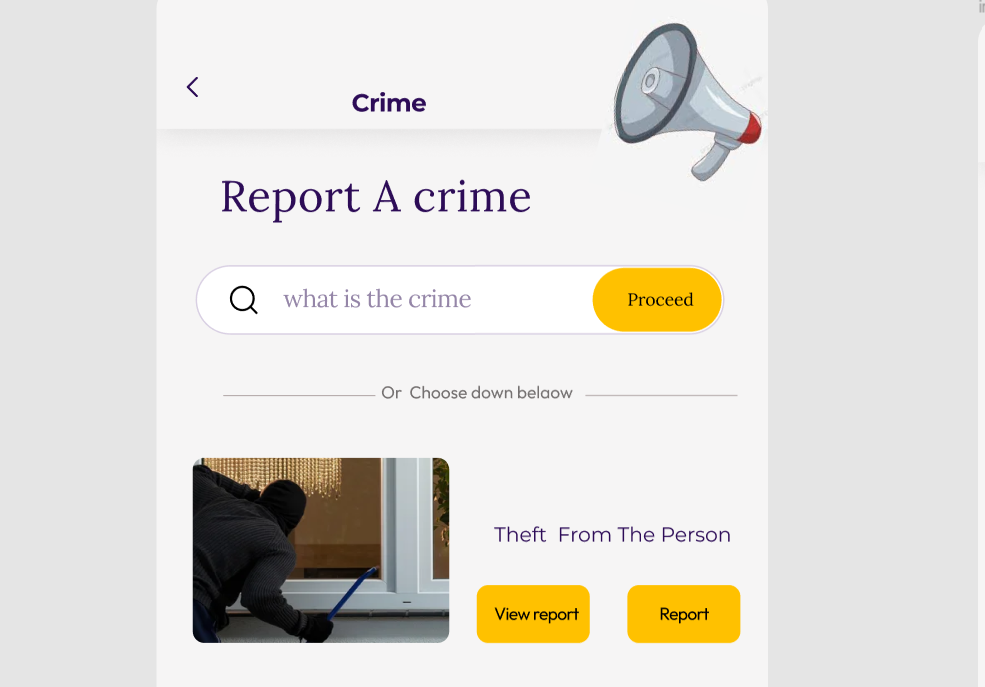 Crime
Report A crime
what is the crime
Proceed
Or Choose down belaow
Theft From The Person
View report
Report